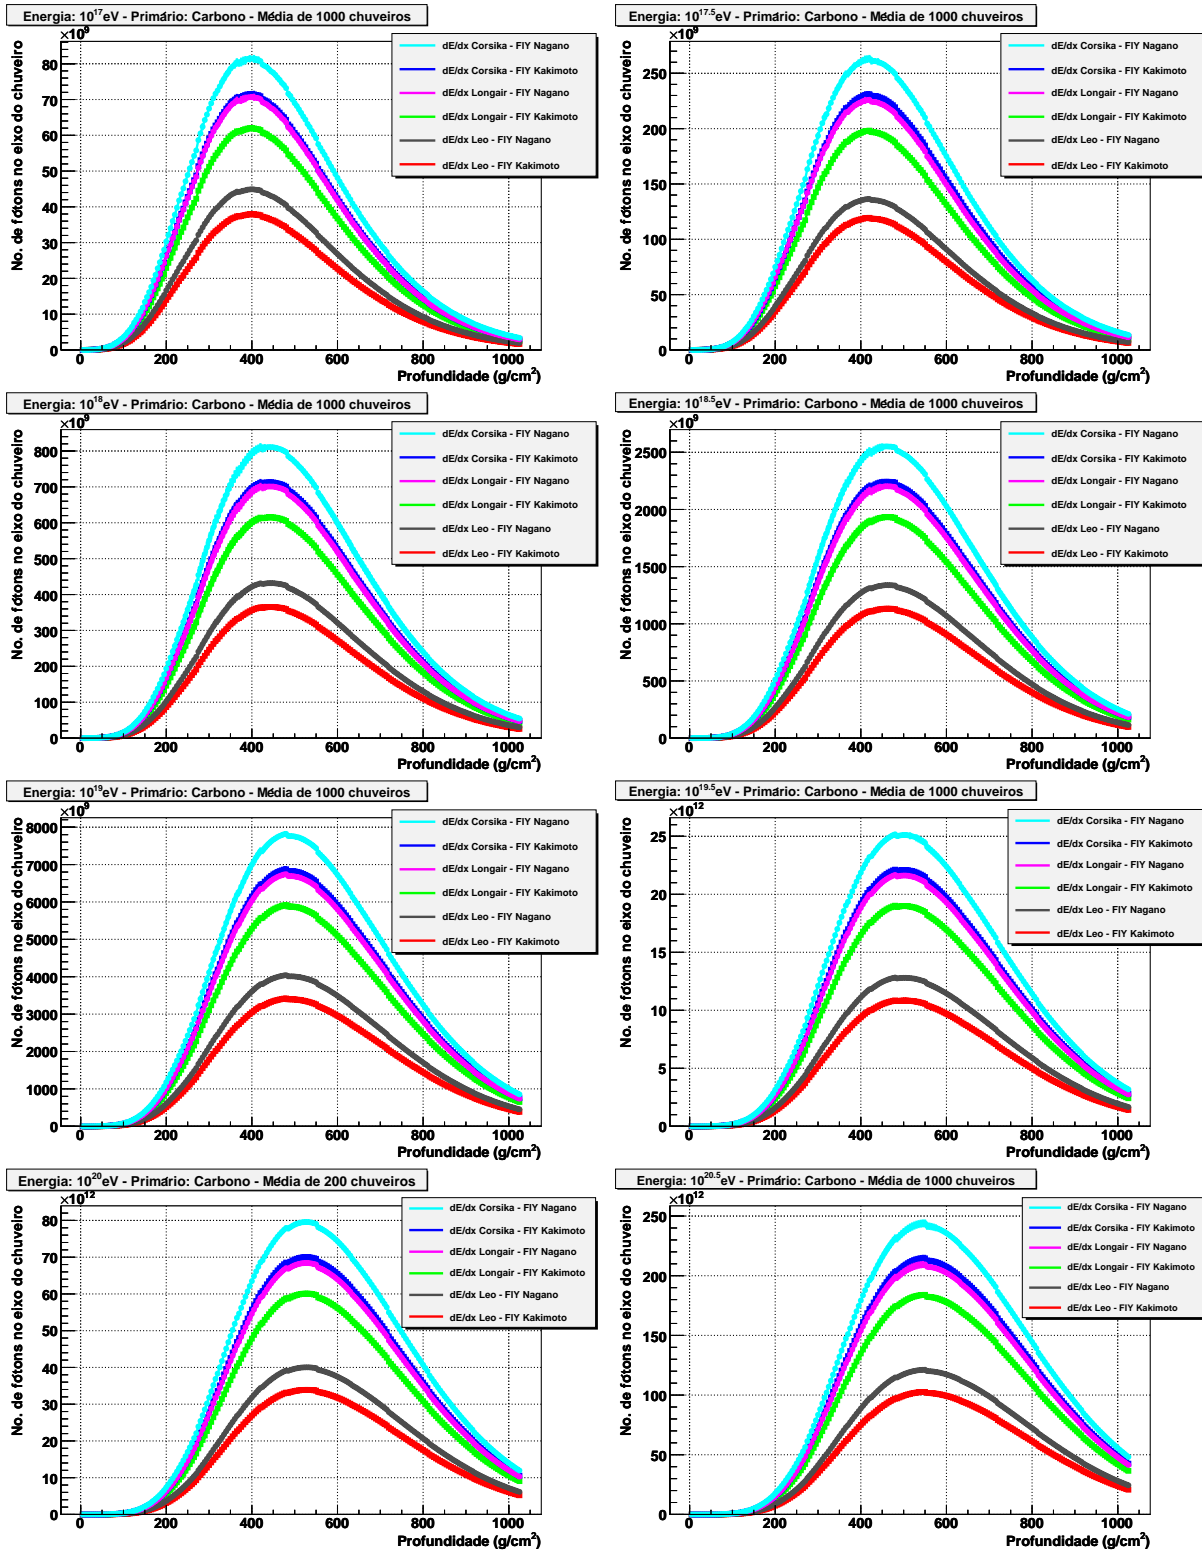 Energia: 10^17 eV - Primário: Carbono - Média de 1000 chuveiros
×10^9
No. de fótons no eixo do chuveiro
80
70
60
50
40
30
20
10
0
dE/dx Corsika - FIY Nagano
dE/dx Corsika - FIY Kakimoto
dE/dx Longair - FIY Nagano
dE/dx Longair - FIY Kakimoto
dE/dx Leo - FIY Nagano
dE/dx Leo - FIY Kakimoto
0 200 400 600 800 1000
Profundidade (g/cm^2)
Energia: 10^17.5 eV - Primário: Carbono - Média de 1000 chuveiros
×10^9
No. de fótons no eixo do chuveiro
250
200
150
100
50
0
dE/dx Corsika - FIY Nagano
dE/dx Corsika - FIY Kakimoto
dE/dx Longair - FIY Nagano
dE/dx Longair - FIY Kakimoto
dE/dx Leo - FIY Nagano
dE/dx Leo - FIY Kakimoto
0 200 400 600 800 1000
Profundidade (g/cm^2)
Energia: 10^18 eV - Primário: Carbono - Média de 1000 chuveiros
×10^9
No. de fótons no eixo do chuveiro
800
700
600
500
400
300
200
100
0
dE/dx Corsika - FIY Nagano
dE/dx Corsika - FIY Kakimoto
dE/dx Longair - FIY Nagano
dE/dx Longair - FIY Kakimoto
dE/dx Leo - FIY Nagano
dE/dx Leo - FIY Kakimoto
0 200 400 600 800 1000
Profundidade (g/cm^2)
Energia: 10^18.5 eV - Primário: Carbono - Média de 1000 chuveiros
×10^9
No. de fótons no eixo do chuveiro
2500
2000
1500
1000
500
0
dE/dx Corsika - FIY Nagano
dE/dx Corsika - FIY Kakimoto
dE/dx Longair - FIY Nagano
dE/dx Longair - FIY Kakimoto
dE/dx Leo - FIY Nagano
dE/dx Leo - FIY Kakimoto
0 200 400 600 800 1000
Profundidade (g/cm^2)
Energia: 10^19 eV - Primário: Carbono - Média de 1000 chuveiros
×10^9
No. de fótons no eixo do chuveiro
8000
7000
6000
5000
4000
3000
2000
1000
0
dE/dx Corsika - FIY Nagano
dE/dx Corsika - FIY Kakimoto
dE/dx Longair - FIY Nagano
dE/dx Longair - FIY Kakimoto
dE/dx Leo - FIY Nagano
dE/dx Leo - FIY Kakimoto
0 200 400 600 800 1000
Profundidade (g/cm^2)
Energia: 10^19.5 eV - Primário: Carbono - Média de 1000 chuveiros
×10^12
No. de fótons no eixo do chuveiro
25
20
15
10
5
0
dE/dx Corsika - FIY Nagano
dE/dx Corsika - FIY Kakimoto
dE/dx Longair - FIY Nagano
dE/dx Longair - FIY Kakimoto
dE/dx Leo - FIY Nagano
dE/dx Leo - FIY Kakimoto
0 200 400 600 800 1000
Profundidade (g/cm^2)
Energia: 10^20 eV - Primário: Carbono - Média de 200 chuveiros
×10^12
No. de fótons no eixo do chuveiro
80
70
60
50
40
30
20
10
0
dE/dx Corsika - FIY Nagano
dE/dx Corsika - FIY Kakimoto
dE/dx Longair - FIY Nagano
dE/dx Longair - FIY Kakimoto
dE/dx Leo - FIY Nagano
dE/dx Leo - FIY Kakimoto
0 200 400 600 800 1000
Profundidade (g/cm^2)
Energia: 10^20.5 eV - Primário: Carbono - Média de 1000 chuveiros
×10^12
No. de fótons no eixo do chuveiro
250
200
150
100
50
0
dE/dx Corsika - FIY Nagano
dE/dx Corsika - FIY Kakimoto
dE/dx Longair - FIY Nagano
dE/dx Longair - FIY Kakimoto
dE/dx Leo - FIY Nagano
dE/dx Leo - FIY Kakimoto
0 200 400 600 800 1000
Profundidade (g/cm^2)